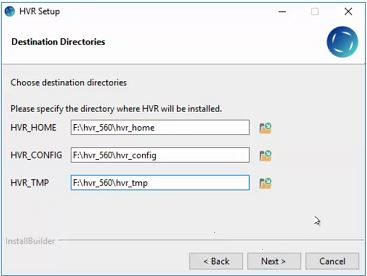 HVR Setup
Destination Directories
Choose destination directories
Please specify the directory where HVR will be installed.
HVR_HOME F:\hvr_560\hvr_home
HVR_CONFIG F:\hvr_560\hvr_config
HVR_TMP F:\hvr_560\hvr_tmp
InstallBuilder
< Back Next > Cancel